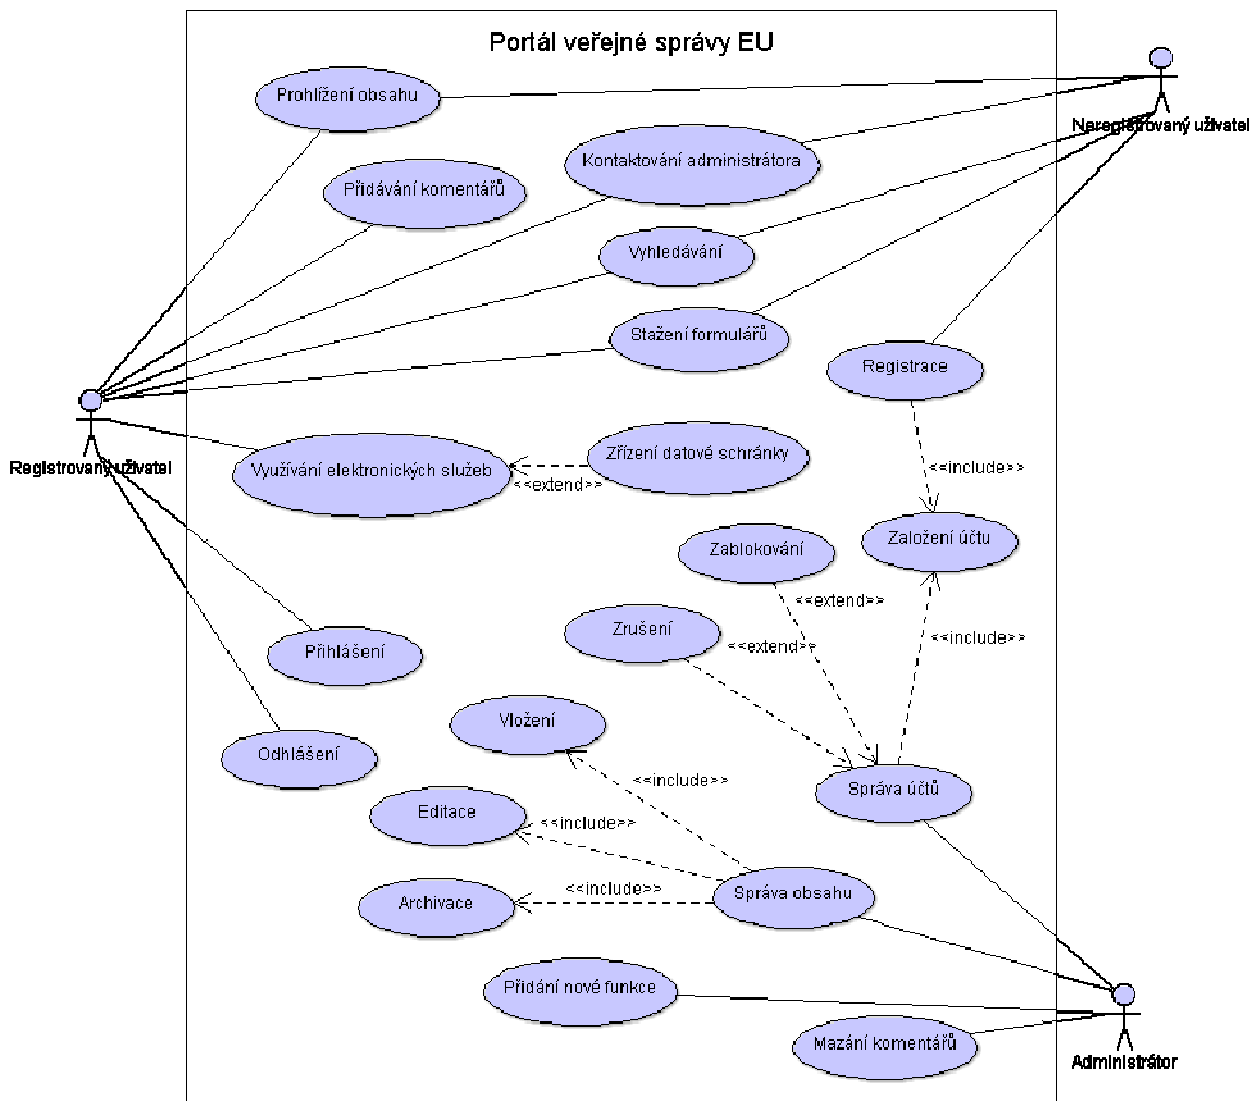 Portál veřejné správy EU
Prohlížení obsahu
Neregistrovaný uživatel
Kontaktování administrátora
Přidávání komentářů
Vyhledávání
Stažení formulářů
Registrace
Registrovaný uživatel
Využívání elektronických služeb
<<extend>>
Zřízení datové schránky
<<include>>
Založení účtu
Zablokování
<<extend>>
Zrušení
<<extend>>
<<include>>
Přihlášení
Vložení
Odhlášení
<<include>>
Správa účtů
Editace
<<include>>
Archivace
<<include>>
Správa obsahu
Přidání nové funkce
Mazání komentářů
Administrátor